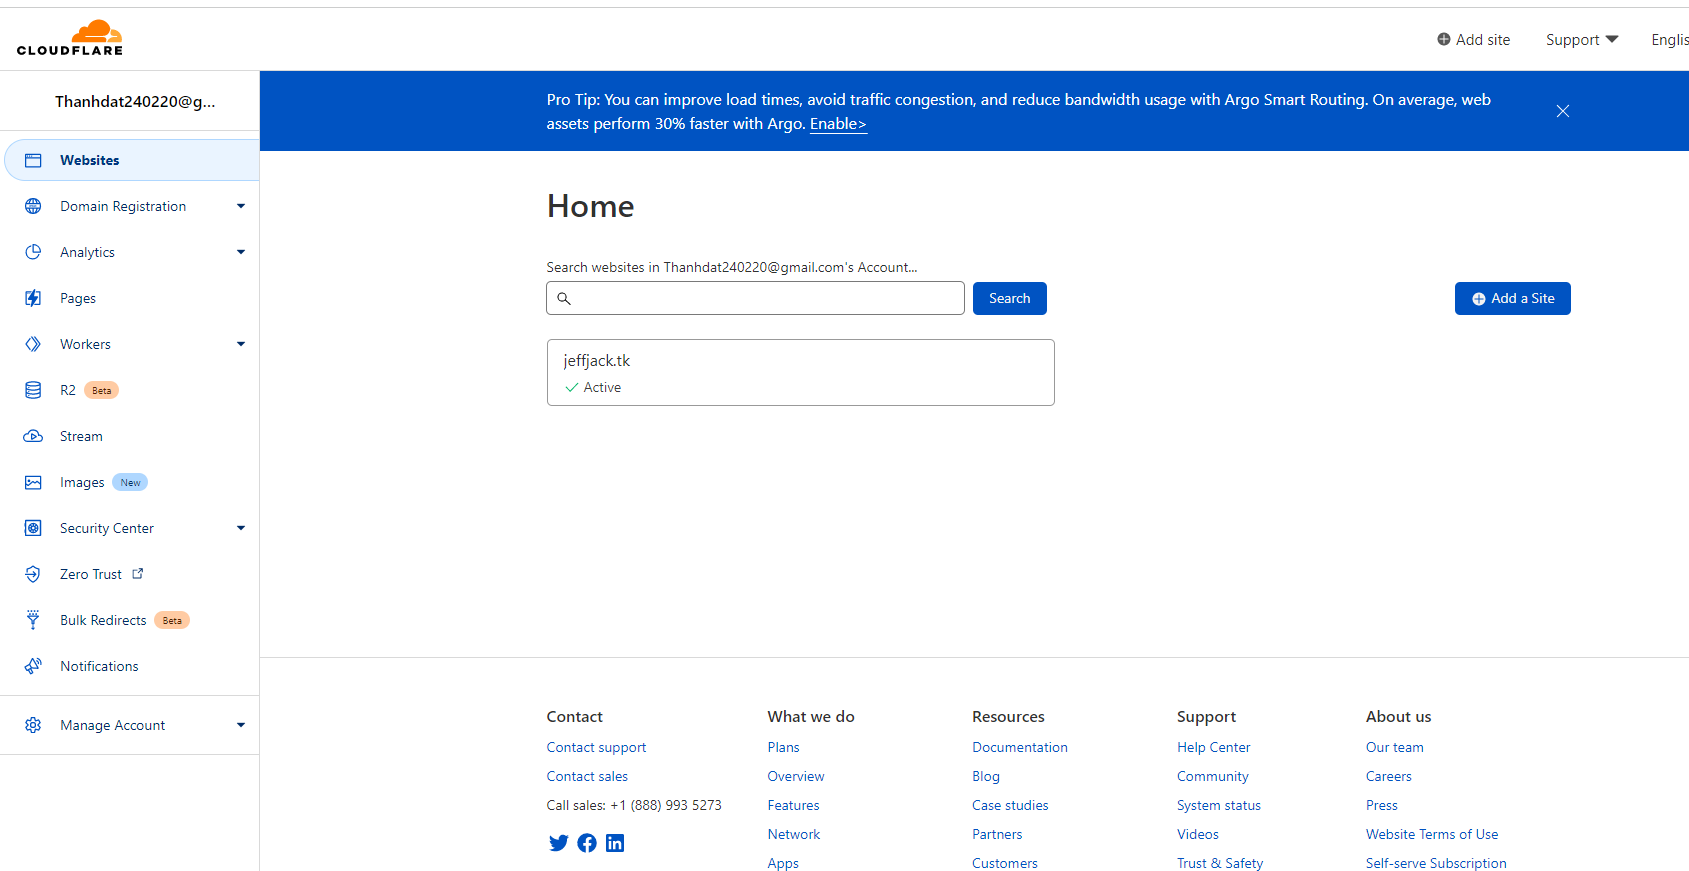 CLOUDFLARE
Add site
Support
Englis
Thanhdat240220@g...
Websites
Domain Registration
Analytics
Pages
Workers
R2 Beta
Stream
Images New
Security Center
Zero Trust
Bulk Redirects Beta
Notifications
Manage Account
Pro Tip: You can improve load times, avoid traffic congestion, and reduce bandwidth usage with Argo Smart Routing. On average, web
assets perform 30% faster with Argo. Enable>
Home
Search websites in Thanhdat240220@gmail.com's Account...
Search
Add a Site
jeffjack.tk
Active
Contact
Contact support
Contact sales
Call sales: +1 (888) 993 5273
What we do
Plans
Overview
Features
Network
Apps
Resources
Documentation
Blog
Case studies
Partners
Customers
Support
Help Center
Community
System status
Videos
Trust & Safety
About us
Our team
Careers
Press
Website Terms of Use
Self-serve Subscription